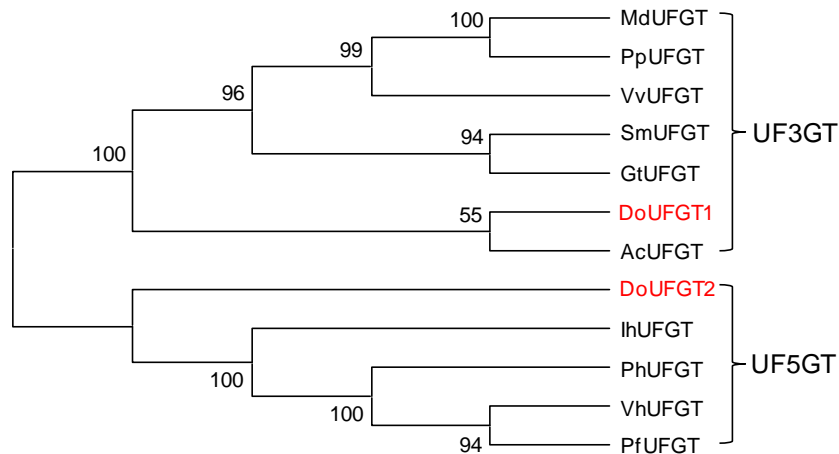 100
MdUFGT
99
PpUFGT
96
VvUFGT
94
SmUFGT
UF3GT
100
GtUFGT
55
DoUFGT1
AcUFGT
DoUFGT2
IhUFGT
100
PhUFGT
UF5GT
100
VhUFGT
94
PfUFGT